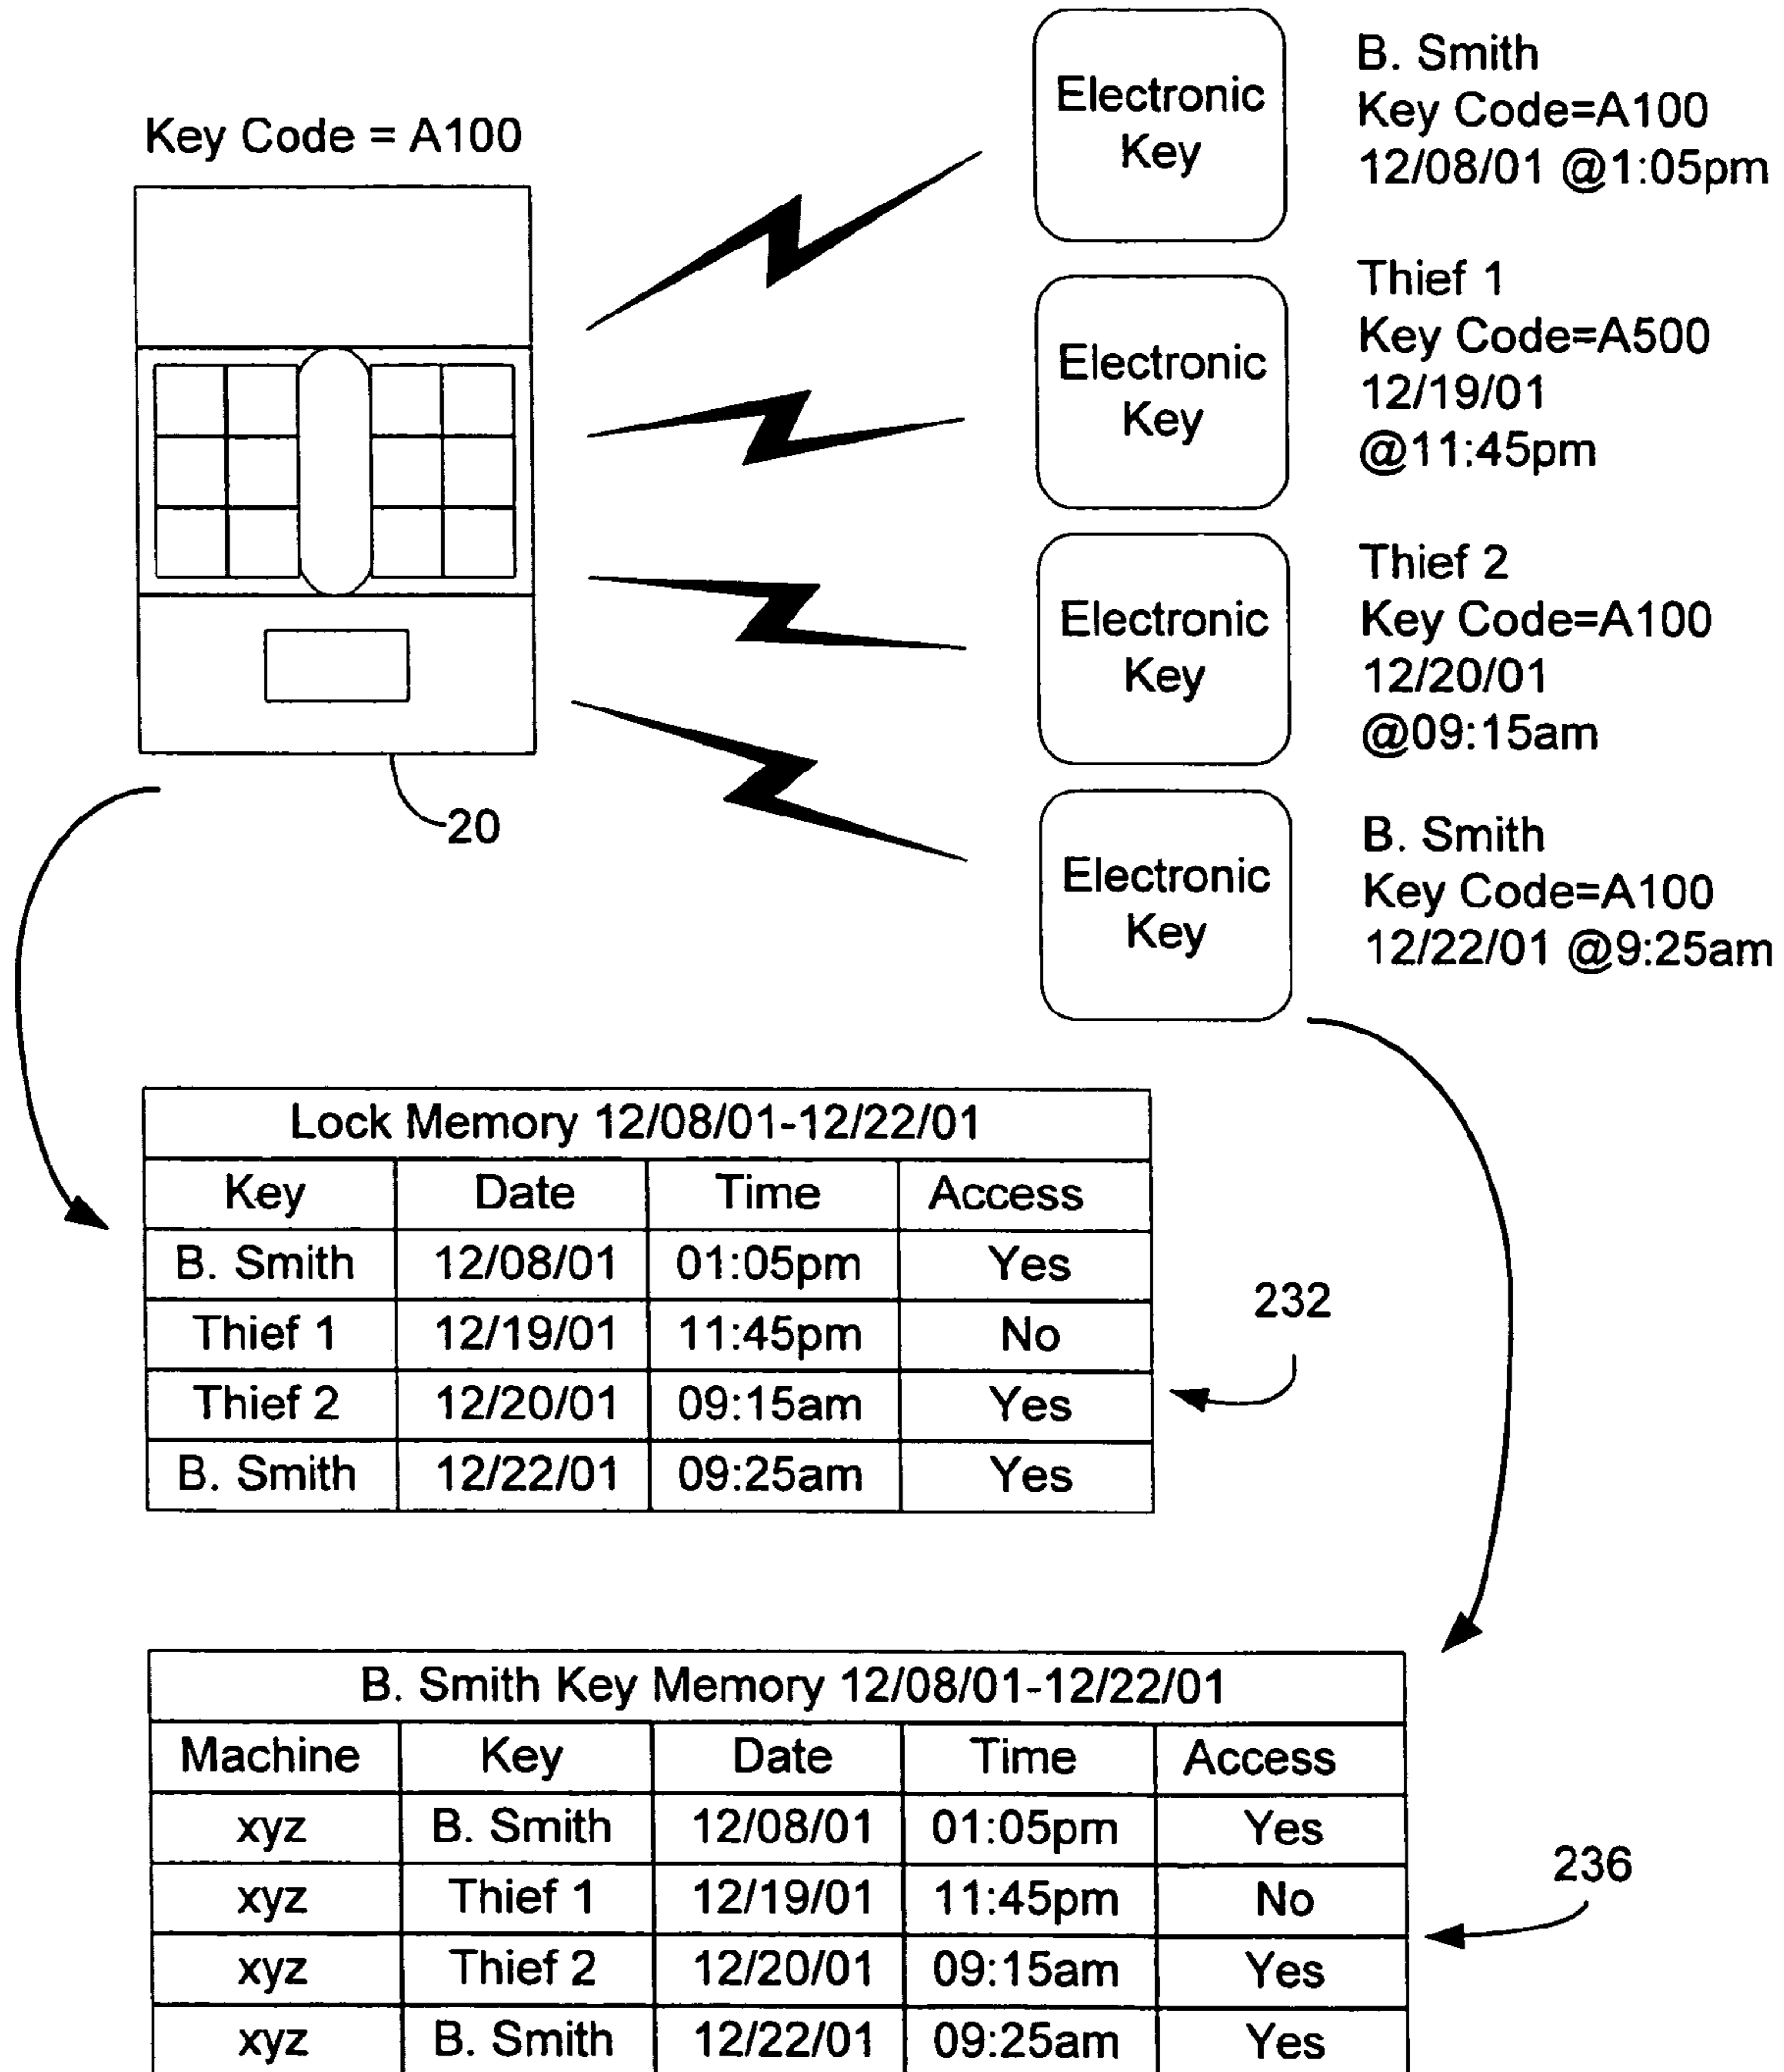 Key Code = A100
Electronic
Key
B. Smith
Key Code=A100
12/08/01 @1:05pm
Electronic
Key
Thief 1
Key Code=A500
12/19/01
@11:45pm
Electronic
Key
Thief 2
Key Code=A100
12/20/01
@09:15am
Electronic
Key
B. Smith
Key Code=A100
12/22/01 @9:25am
20
Lock Memory 12/08/01-12/22/01
Key Date Time Access
B. Smith 12/08/01 01:05pm Yes
Thief 1 12/19/01 11:45pm No
Thief 2 12/20/01 09:15am Yes
B. Smith 12/22/01 09:25am Yes
232
B. Smith Key Memory 12/08/01-12/22/01
Machine Key Date Time Access
xyz B. Smith 12/08/01 01:05pm Yes
xyz Thief 1 12/19/01 11:45pm No
xyz Thief 2 12/20/01 09:15am Yes
xyz B. Smith 12/22/01 09:25am Yes
236